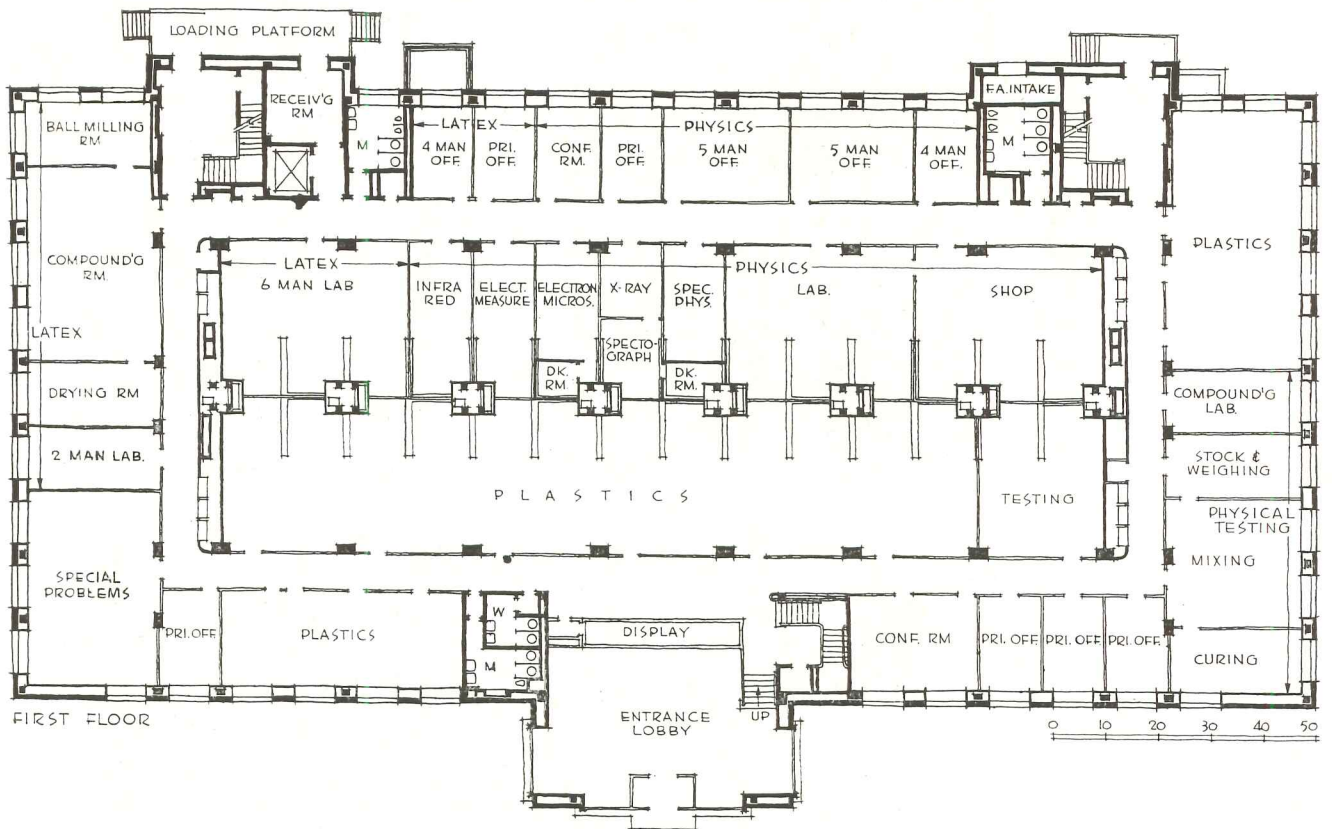 LOADING PLATFORM
RECEIV'G
RM
BALL MILLING
RM
M
LATEX
4 MAN
OFF.
PRI.
OFF.
PHYSICS
CONF.
RM.
PRI.
OFF.
5 MAN
OFF.
5 MAN
OFF.
4 MAN
OFF.
F.A. INTAKE
M
PLASTICS
COMPOUND'G
RM.
LATEX
DRYING RM
2 MAN LAB.
SPECIAL
PROBLEMS
LATEX
6 MAN LAB
PHYSICS
INFRA
RED
ELECT.
MEASURE
ELECTRON
MICROS.
DK.
RM.
X-RAY
SPECTO-
GRAPH
SPEC.
PHYS.
DK.
RM.
LAB.
SHOP
PLASTICS
TESTING
COMPOUND'G
LAB.
STOCK &
WEIGHING
PHYSICAL
TESTING
MIXING
CURING
PRI. OFF
PLASTICS
W
M
DISPLAY
ENTRANCE
LOBBY
UP
CONF. RM
PRI. OFF
PRI. OFF
PRI. OFF
FIRST FLOOR
0 10 20 30 40 50